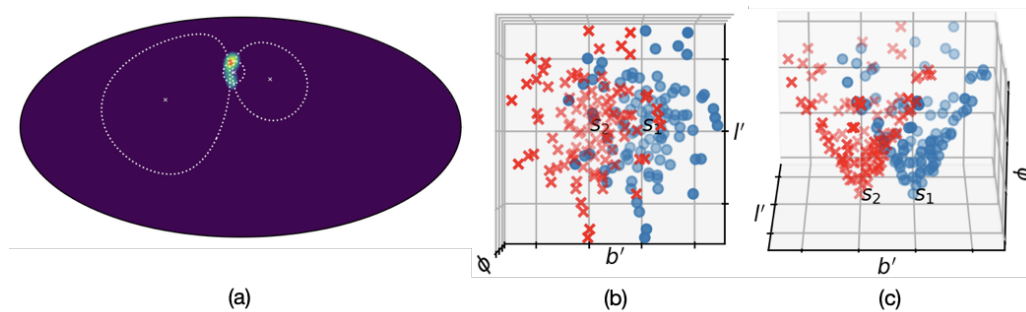 s₂ s₁
l′
ϕ
b′
s₂ s₁
l′
ϕ
b′
(a) (b) (c)